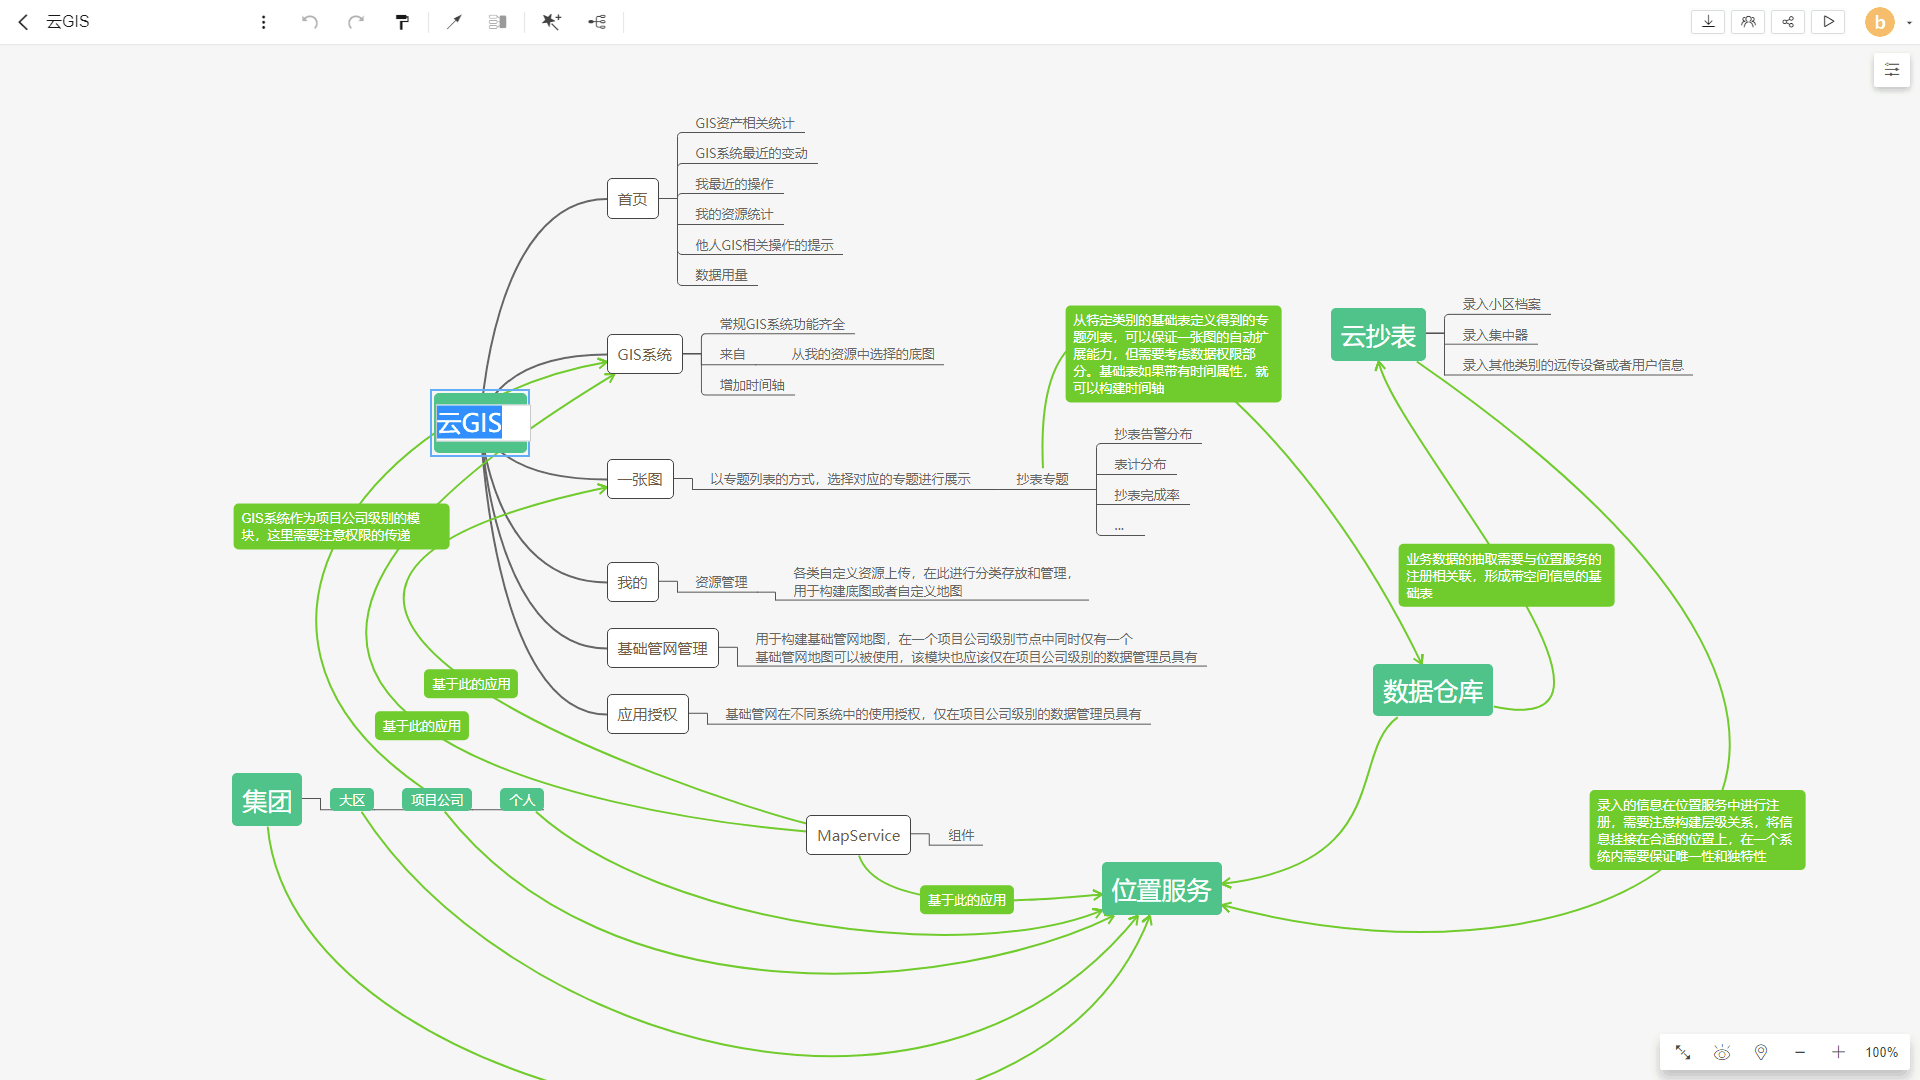 云GIS
b
GIS资产相关统计
GIS系统最近的变动
我最近的操作
首页
我的资源统计
他人GIS相关操作的提示
数据用量
常规GIS系统功能齐全
GIS系统
来自
从我的资源中选择的底图
增加时间轴
从特定类别的基础表定义得到的专
题列表，可以保证一张图的自动扩
展能力，但需要考虑数据权限部
分。基础表如果带有时间属性，就
可以构建时间轴
云抄表
录入小区档案
录入集中器
录入其他类别的远传设备或者用户信息
云GIS
一张图
以专题列表的方式，选择对应的专题进行展示
抄表专题
抄表告警分布
表计分布
抄表完成率
...
GIS系统作为项目公司级别的模
块，这里需要注意权限的传递
业务数据的抽取需要与位置服务的
注册相关联，形成带空间信息的基
础表
我的
资源管理
各类自定义资源上传，在此进行分类存放和管理，
用于构建底图或者自定义地图
基础管网管理
用于构建基础管网地图，在一个项目公司级别节点中同时仅有一个
基础管网地图可以被使用，该模块也应该仅在项目公司级别的数据管理员具有
基于此的应用
数据仓库
应用授权
基础管网在不同系统中的使用授权，仅在项目公司级别的数据管理员具有
基于此的应用
集团
大区
项目公司
个人
MapService
组件
录入的信息在位置服务中进行注
册，需要注意构建层级关系，将信
息挂接在合适的位置上，在一个系
统内需要保证唯一性和独特性
基于此的应用
位置服务
100%